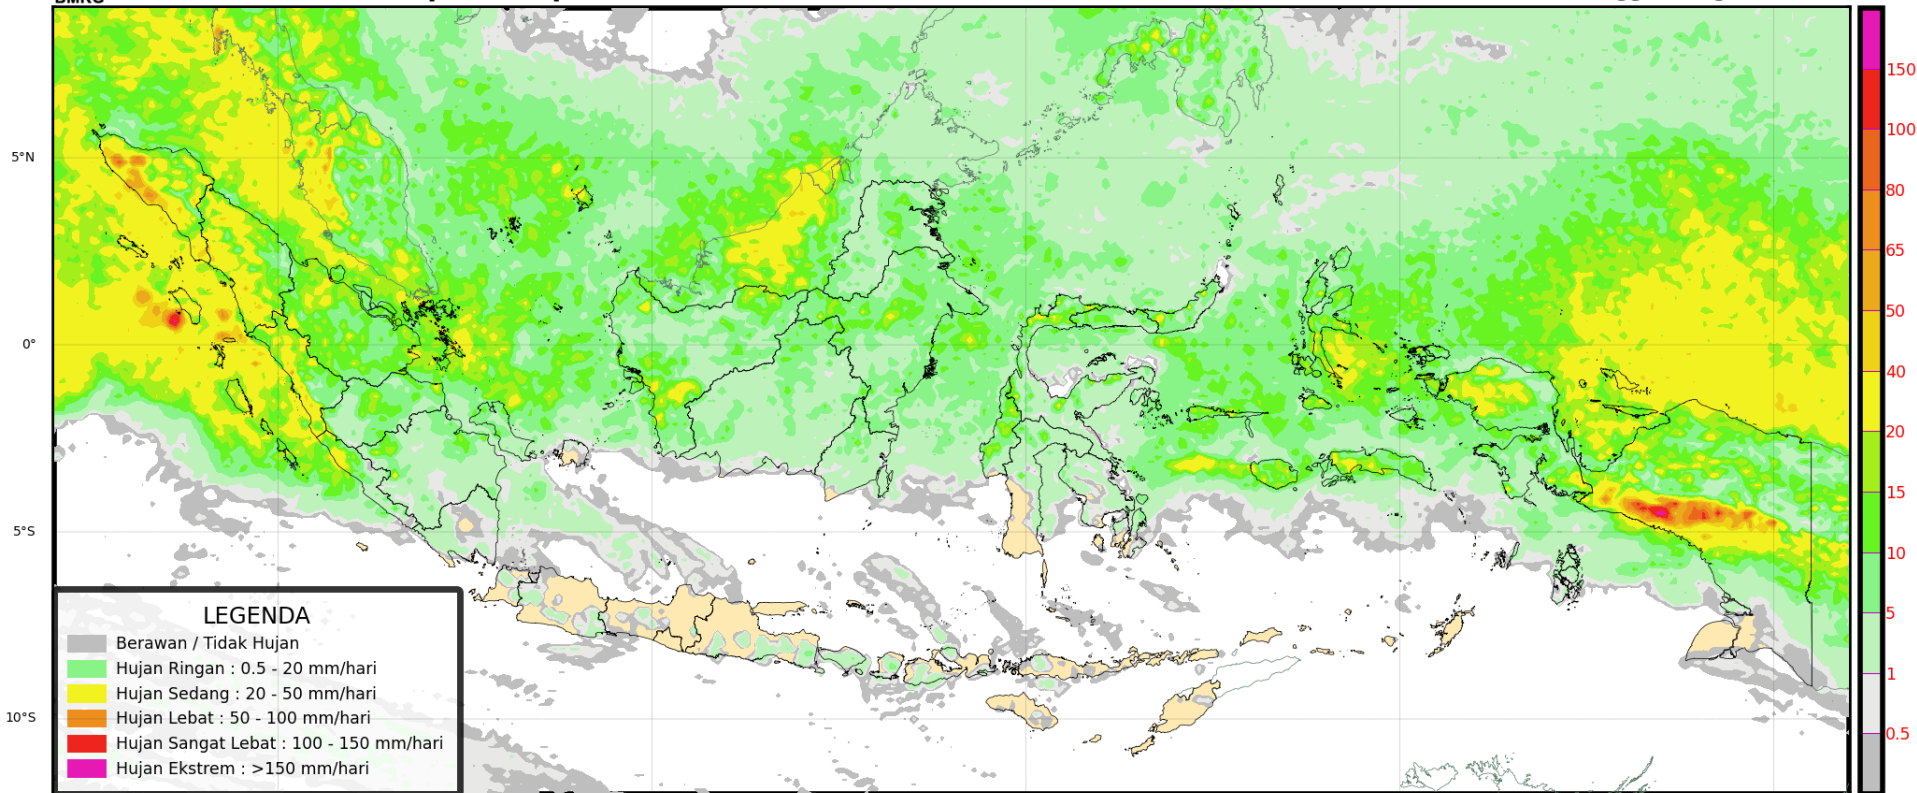 BMKG
5°N
0°
5°S
10°S
LEGENDA
Berawan / Tidak Hujan
Hujan Ringan : 0.5 - 20 mm/hari
Hujan Sedang : 20 - 50 mm/hari
Hujan Lebat : 50 - 100 mm/hari
Hujan Sangat Lebat : 100 - 150 mm/hari
Hujan Ekstrem : >150 mm/hari
150
100
80
65
50
40
20
15
10
5
1
0.5